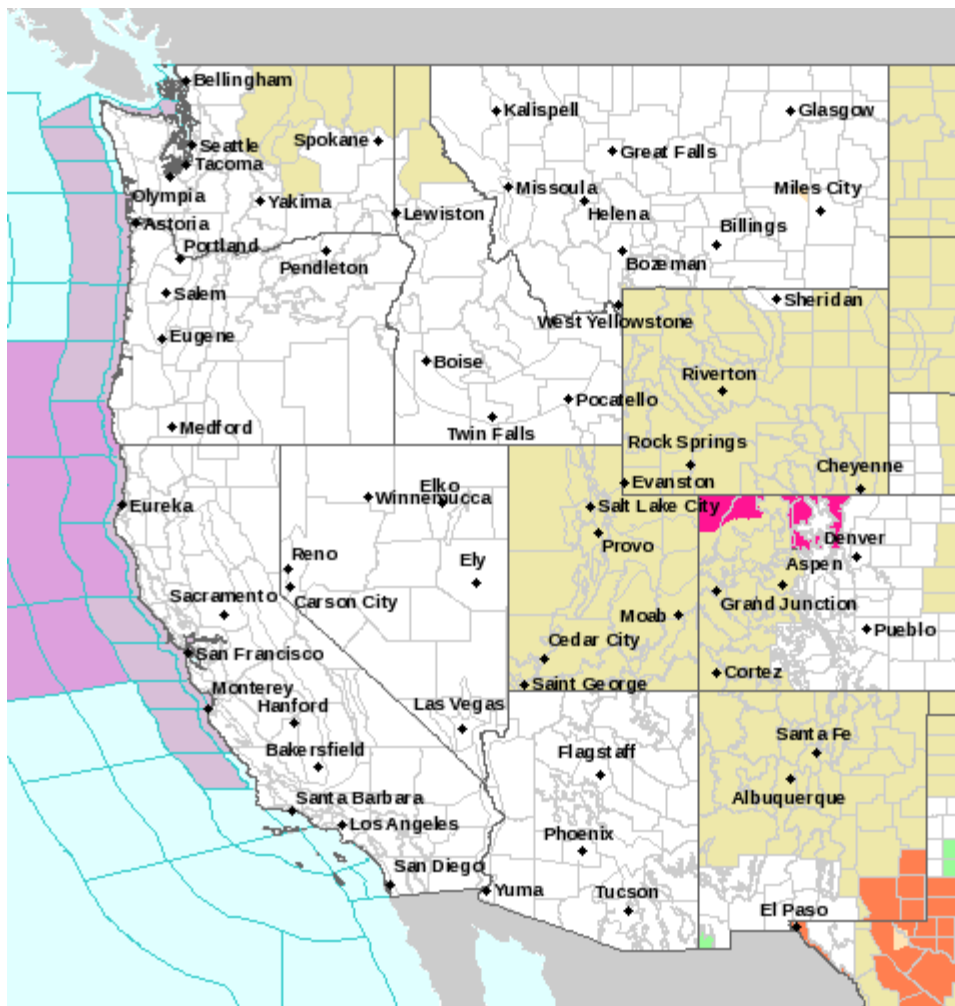 Bellingham
Kalispell
Glasgow
Spokane
Seattle
Great Falls
Tacoma
Missoula
Miles City
Olympia
Yakima
Lewiston
Helena
Astoria
Billings
Portland
Pendleton
Bozeman
Salem
Sheridan
West Yellowstone
Eugene
Boise
Riverton
Pocatello
Medford
Twin Falls
Rock Springs
Cheyenne
Elko
Evanston
Winnemucca
Eureka
Salt Lake City
Denver
Provo
Reno
Ely
Aspen
Sacramento
Carson City
Grand Junction
Moab
Pueblo
Cedar City
San Francisco
Cortez
Saint George
Monterey
Hanford
Las Vegas
Santa Fe
Bakersfield
Flagstaff
Albuquerque
Santa Barbara
Los Angeles
Phoenix
San Diego
Yuma
Tucson
El Paso